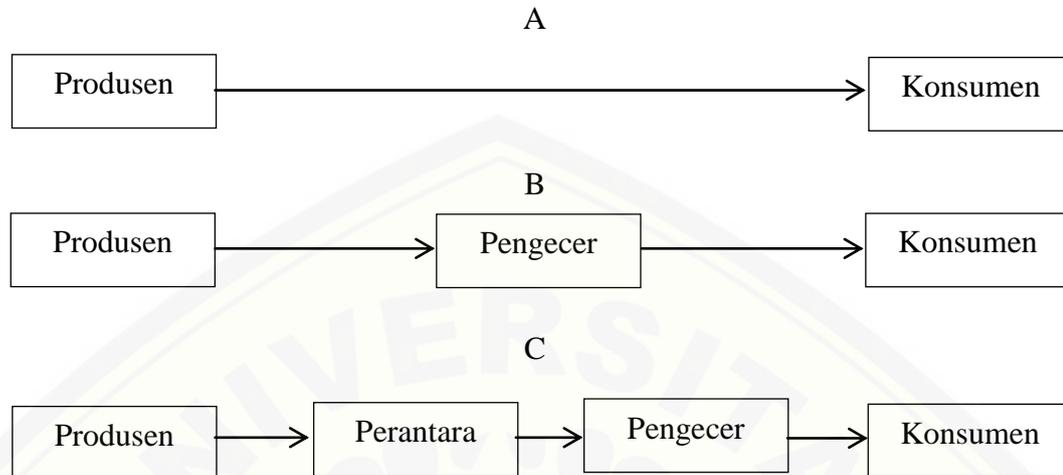 A
Produsen Konsumen
B
Produsen Pengecer Konsumen
C
Produsen Perantara Pengecer Konsumen